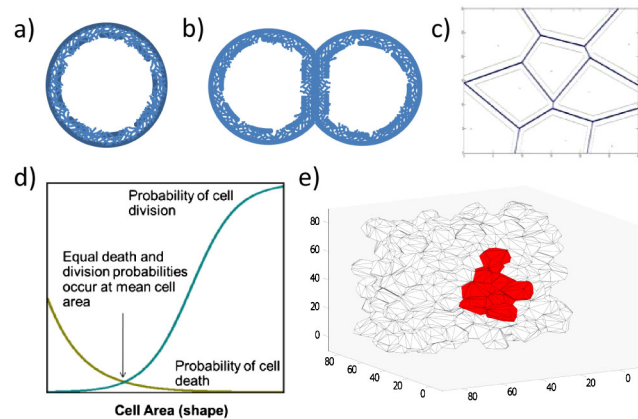 a)
b)
c)
d)
Probability of cell
division
Equal death and
division probabilities
occur at mean cell
area
Probability of cell
death
Cell Area (shape)
e)
80
60
40
20
0
80
60
40
20
0
80
60
40
20
0